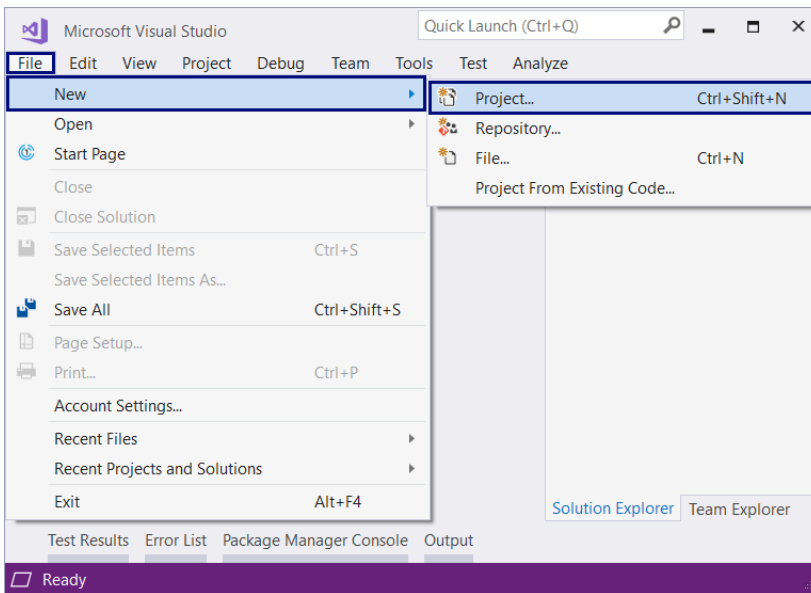 Microsoft Visual Studio Quick Launch (Ctrl+Q)
File Edit View Project Debug Team Tools Test Analyze
New
Project... Ctrl+Shift+N
Open
Repository...
Start Page
File... Ctrl+N
Close
Project From Existing Code...
Close Solution
Save Selected Items Ctrl+S
Save Selected Items As...
Save All Ctrl+Shift+S
Page Setup...
Print... Ctrl+P
Account Settings...
Recent Files
Recent Projects and Solutions
Exit Alt+F4
Solution Explorer Team Explorer
Test Results Error List Package Manager Console Output
Ready